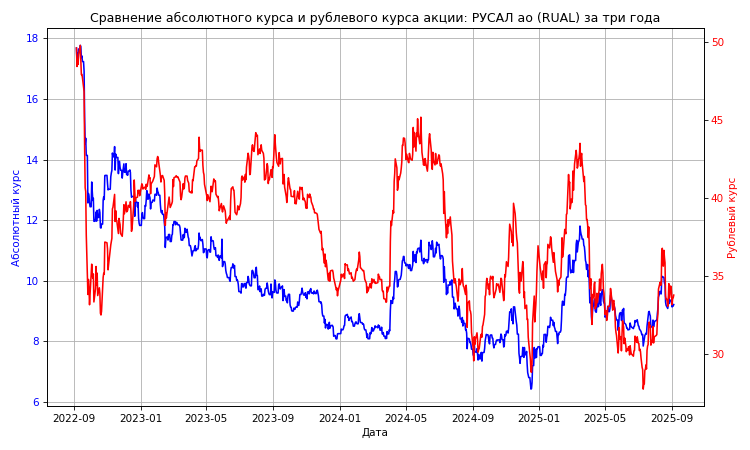 Сравнение абсолютного курса и рублевого курса акции: РУСАЛ ао (RUAL) за три года
18
16
14
12
10
8
6
Абсолютный курс
50
45
40
35
30
Рублевый курс
2022-09 2023-01 2023-05 2023-09 2024-01 2024-05 2024-09 2025-01 2025-05 2025-09
Дата